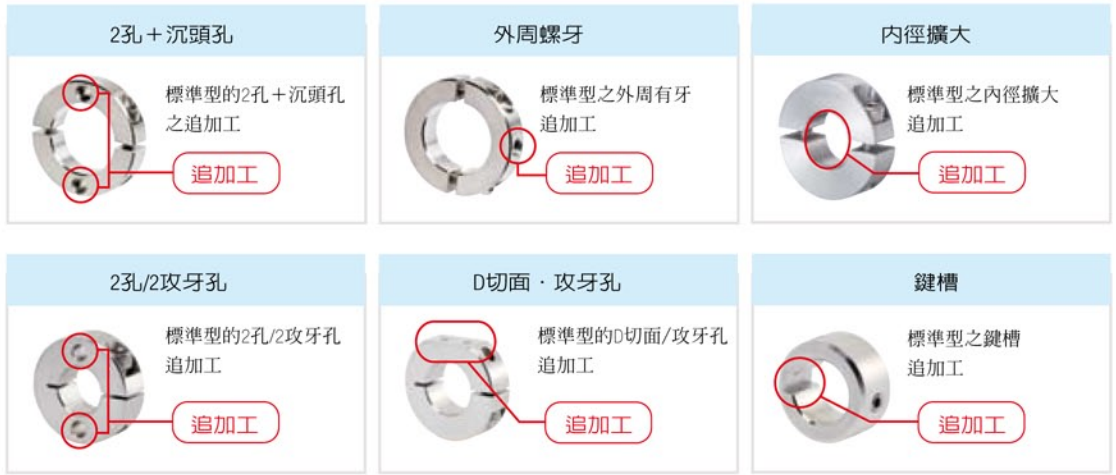 2孔＋沉頭孔
標準型的2孔＋沉頭孔
之追加工
追加工
外周螺牙
標準型之外周有牙
追加工
追加工
內徑擴大
標準型之內徑擴大
追加工
追加工
2孔/2攻牙孔
標準型的2孔/2攻牙孔
追加工
追加工
D切面．攻牙孔
標準型的D切面/攻牙孔
追加工
追加工
鍵槽
標準型之鍵槽
追加工
追加工